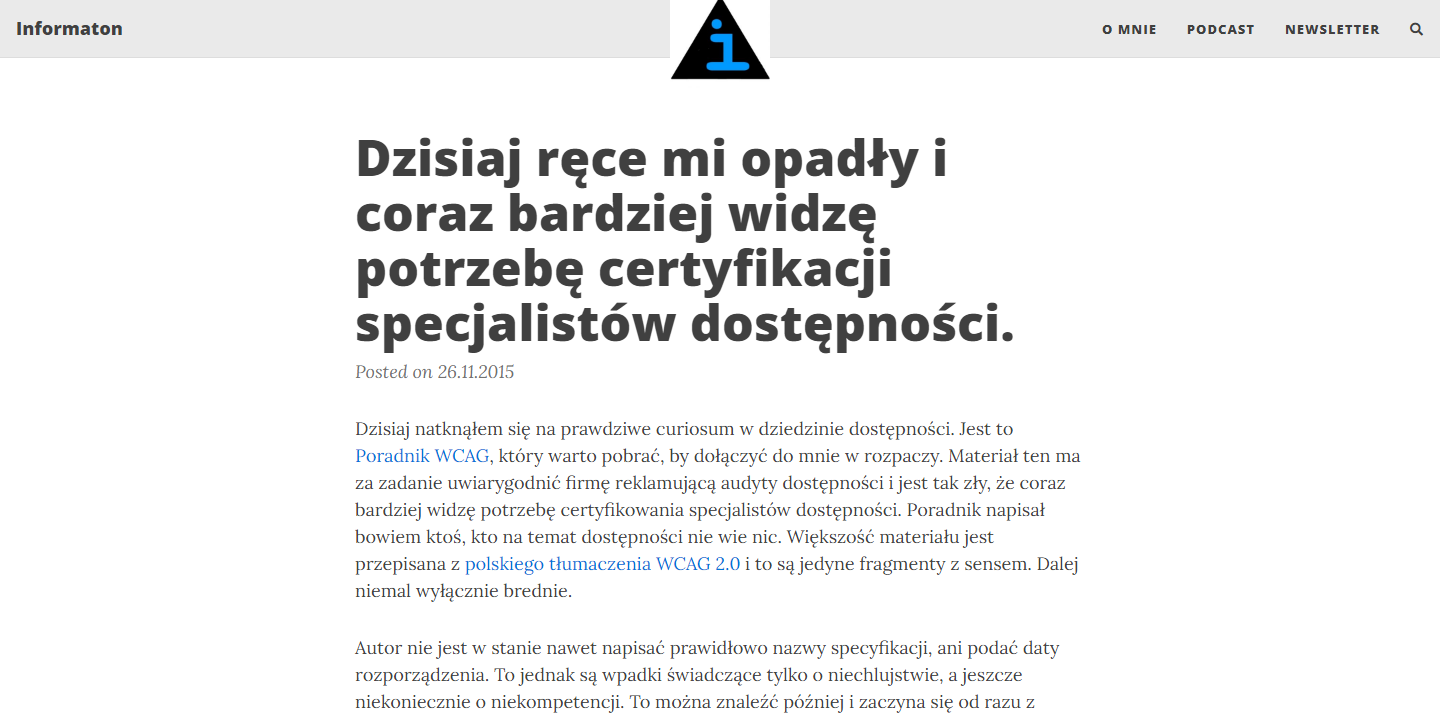 Informaton
i
O MNIE
PODCAST
NEWSLETTER
Dzisiaj ręce mi opadły i
coraz bardziej widzę
potrzebę certyfikacji
specjalistów dostępności.
Posted on 26.11.2015
Dzisiaj natknąłem się na prawdziwe curiosum w dziedzinie dostępności. Jest to
Poradnik WCAG, który warto pobrać, by dołączyć do mnie w rozpaczy. Materiał ten ma
za zadanie uwiarygodnić firmę reklamującą audyty dostępności i jest tak zły, że coraz
bardziej widzę potrzebę certyfikowania specjalistów dostępności. Poradnik napisał
bowiem ktoś, kto na temat dostępności nie wie nic. Większość materiału jest
przepisana z polskiego tłumaczenia WCAG 2.0 i to są jedyne fragmenty z sensem. Dalej
niemal wyłącznie brednie.
Autor nie jest w stanie nawet napisać prawidłowo nazwy specyfikacji, ani podać daty
rozporządzenia. To jednak są wpadki świadczące tylko o niechlujstwie, a jeszcze
niekoniecznie o niekompetencji. To można znaleźć później i zaczyna się od razu z